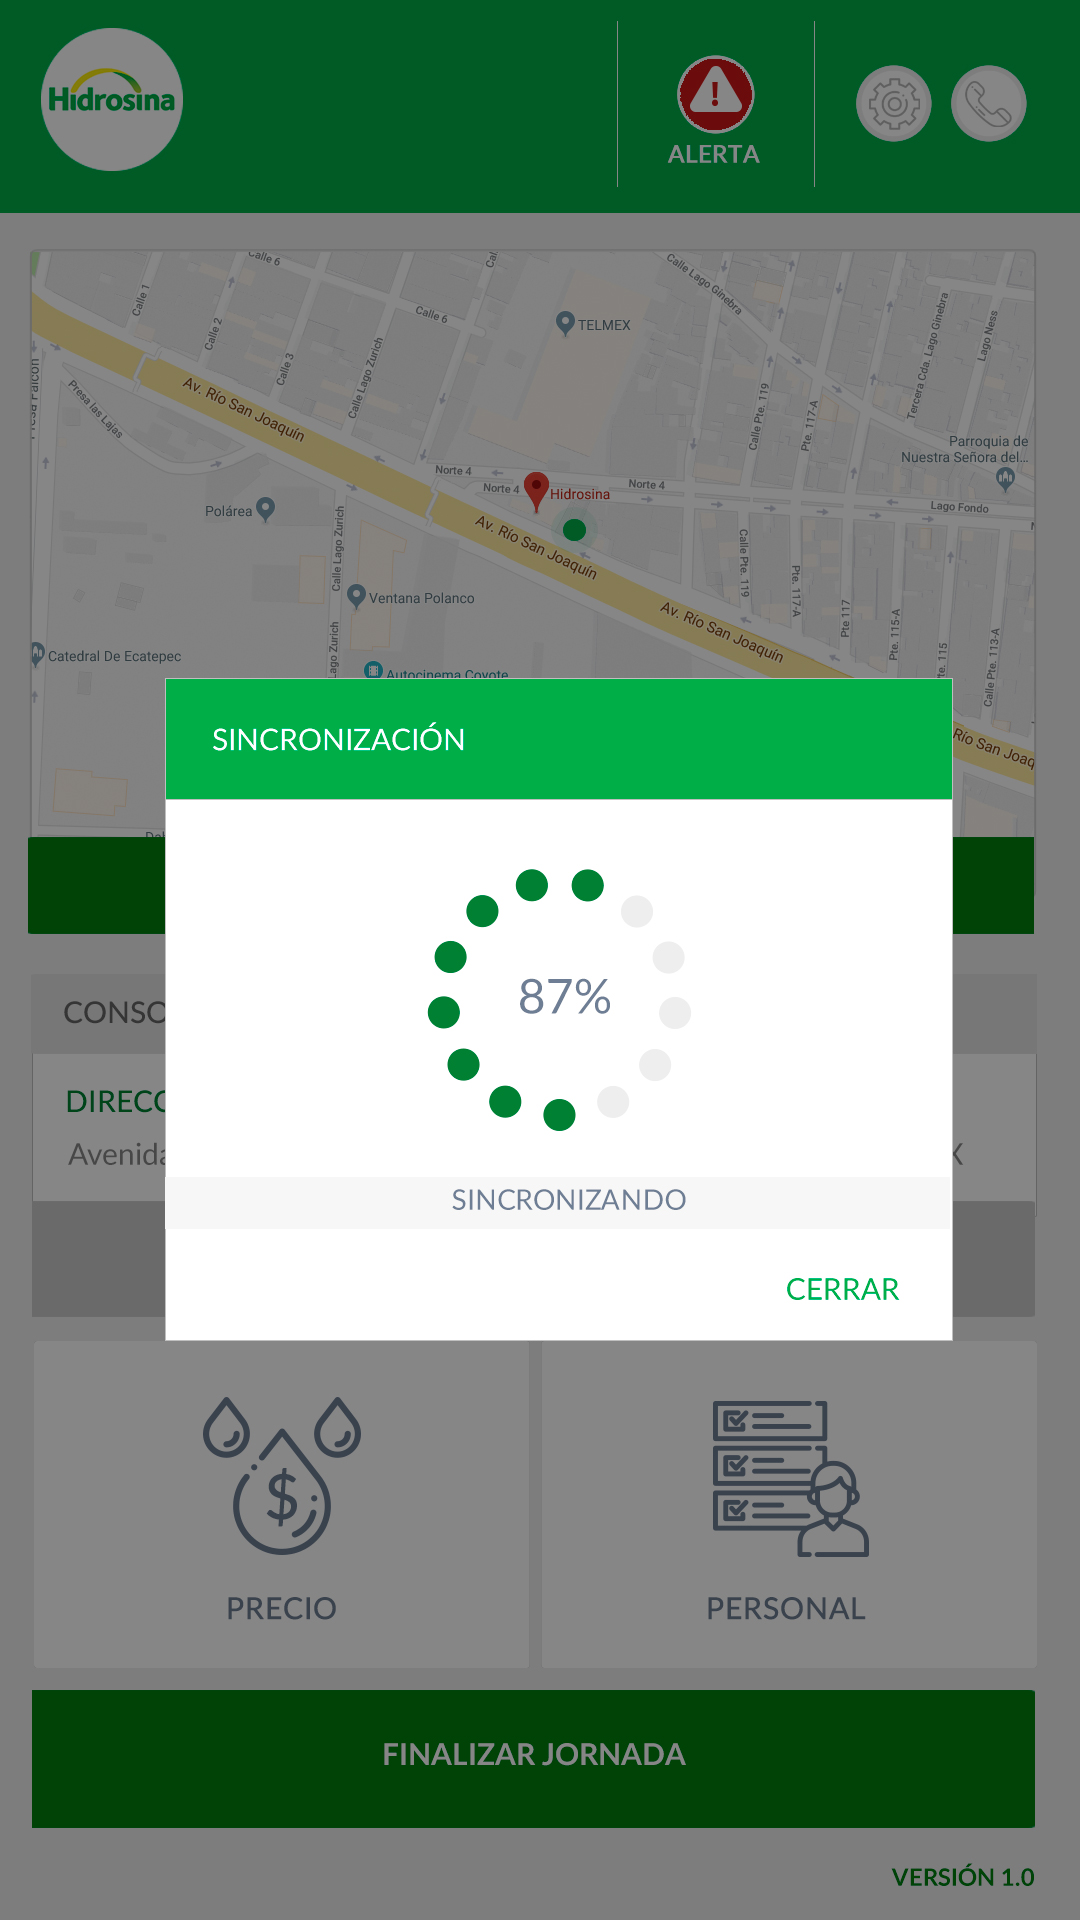 Hidrosina
ALERTA
Calle 6
Cal
Calle Lago Ginebra
Calle 1
Calle 2
Calle 3
Calle 6
Calle Lago Zurich
TELMEX
Tercera Cda. Lago Ginebra
Lago Ness
Presa Falcón
Presa las Lajas
Av. Río San Joaquín
Calle Pte. 119
Pte. 117-A
Parroquia de
Nuestra Señora del...
Norte 4
Norte 4
Norte 4
Hidrosina
Lago Fondo
N
Polárea
Calle Lago Zurich
Av. Río San Joaquín
Calle Pte. 119
Pte. 117-A
Pte 117
Pte. 115-A
Pte. 115
Calle Pte. 113-A
Ventana Polanco
Av. Río San Joaquín
Catedral De Ecatepec
Lago Zurich
Autocinema Coyote
Río San Joaq
SINCRONIZACIÓN
87%
SINCRONIZANDO
CERRAR
CONSO
DIREC
Avenida
X
PRECIO
PERSONAL
FINALIZAR JORNADA
VERSIÓN 1.0